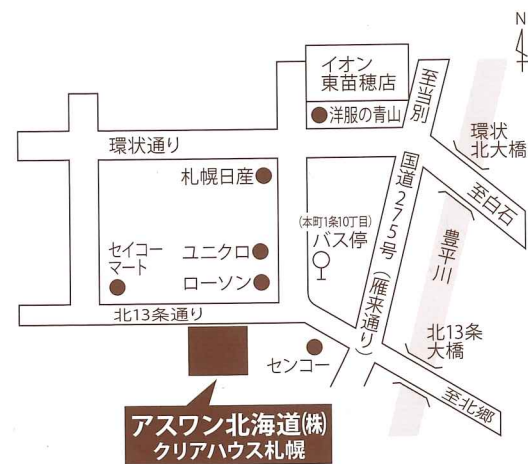 N
イオン
東苗穂店
洋服の青山
至当別
環状通り
環状
北大橋
札幌日産
国道275号(雁来通り)
至白石
(本町1条10丁目)
バス停
豊平川
セイコー
マート
ユニクロ
ローソン
北13条通り
北13条
大橋
センコー
至北郷
アスワン北海道(株)
クリアハウス札幌